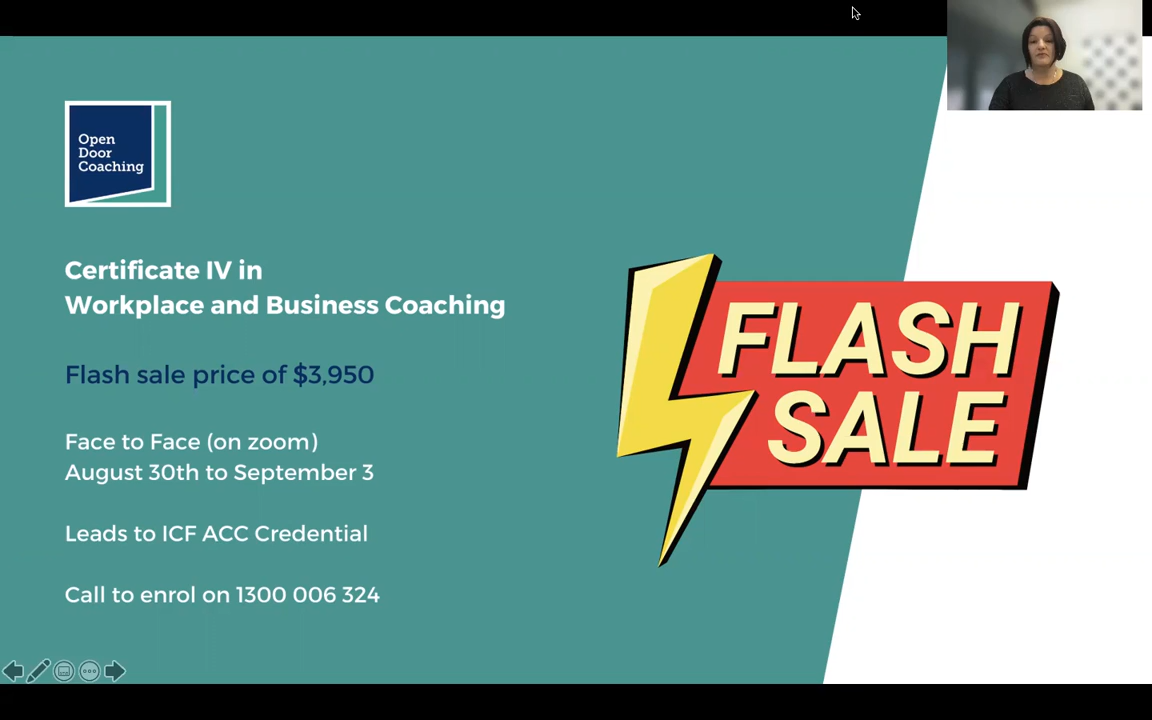 Open
Door
Coaching
Certificate IV in
Workplace and Business Coaching
Flash sale price of $3,950
Face to Face (on zoom)
August 30th to September 3
Leads to ICF ACC Credential
Call to enrol on 1300 006 324
FLASH
SALE